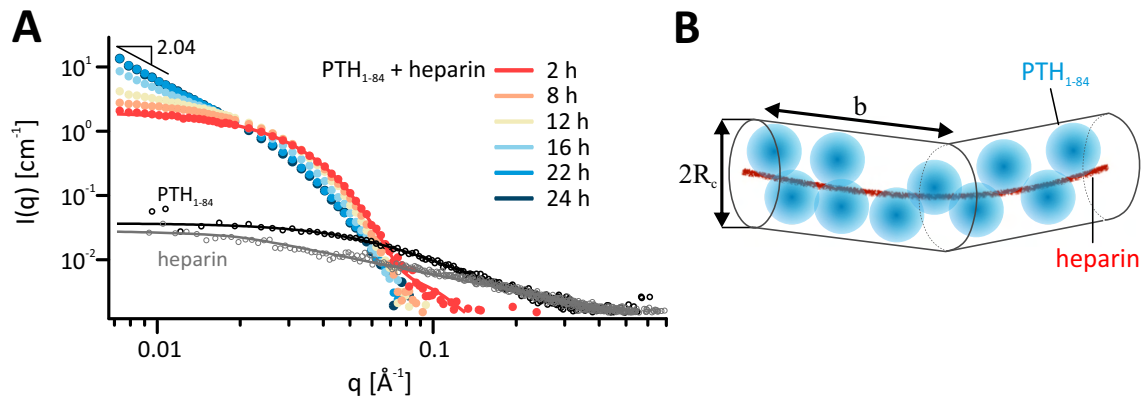 A
2.04
PTH₁₋₈₄ + heparin
2 h
8 h
12 h
16 h
22 h
24 h
I(q) [cm⁻¹]
10¹
10⁰
10⁻¹
10⁻²
PTH₁₋₈₄
heparin
0.01
0.1
q [Å⁻¹]
B
PTH₁₋₈₄
b
2R꜀
heparin